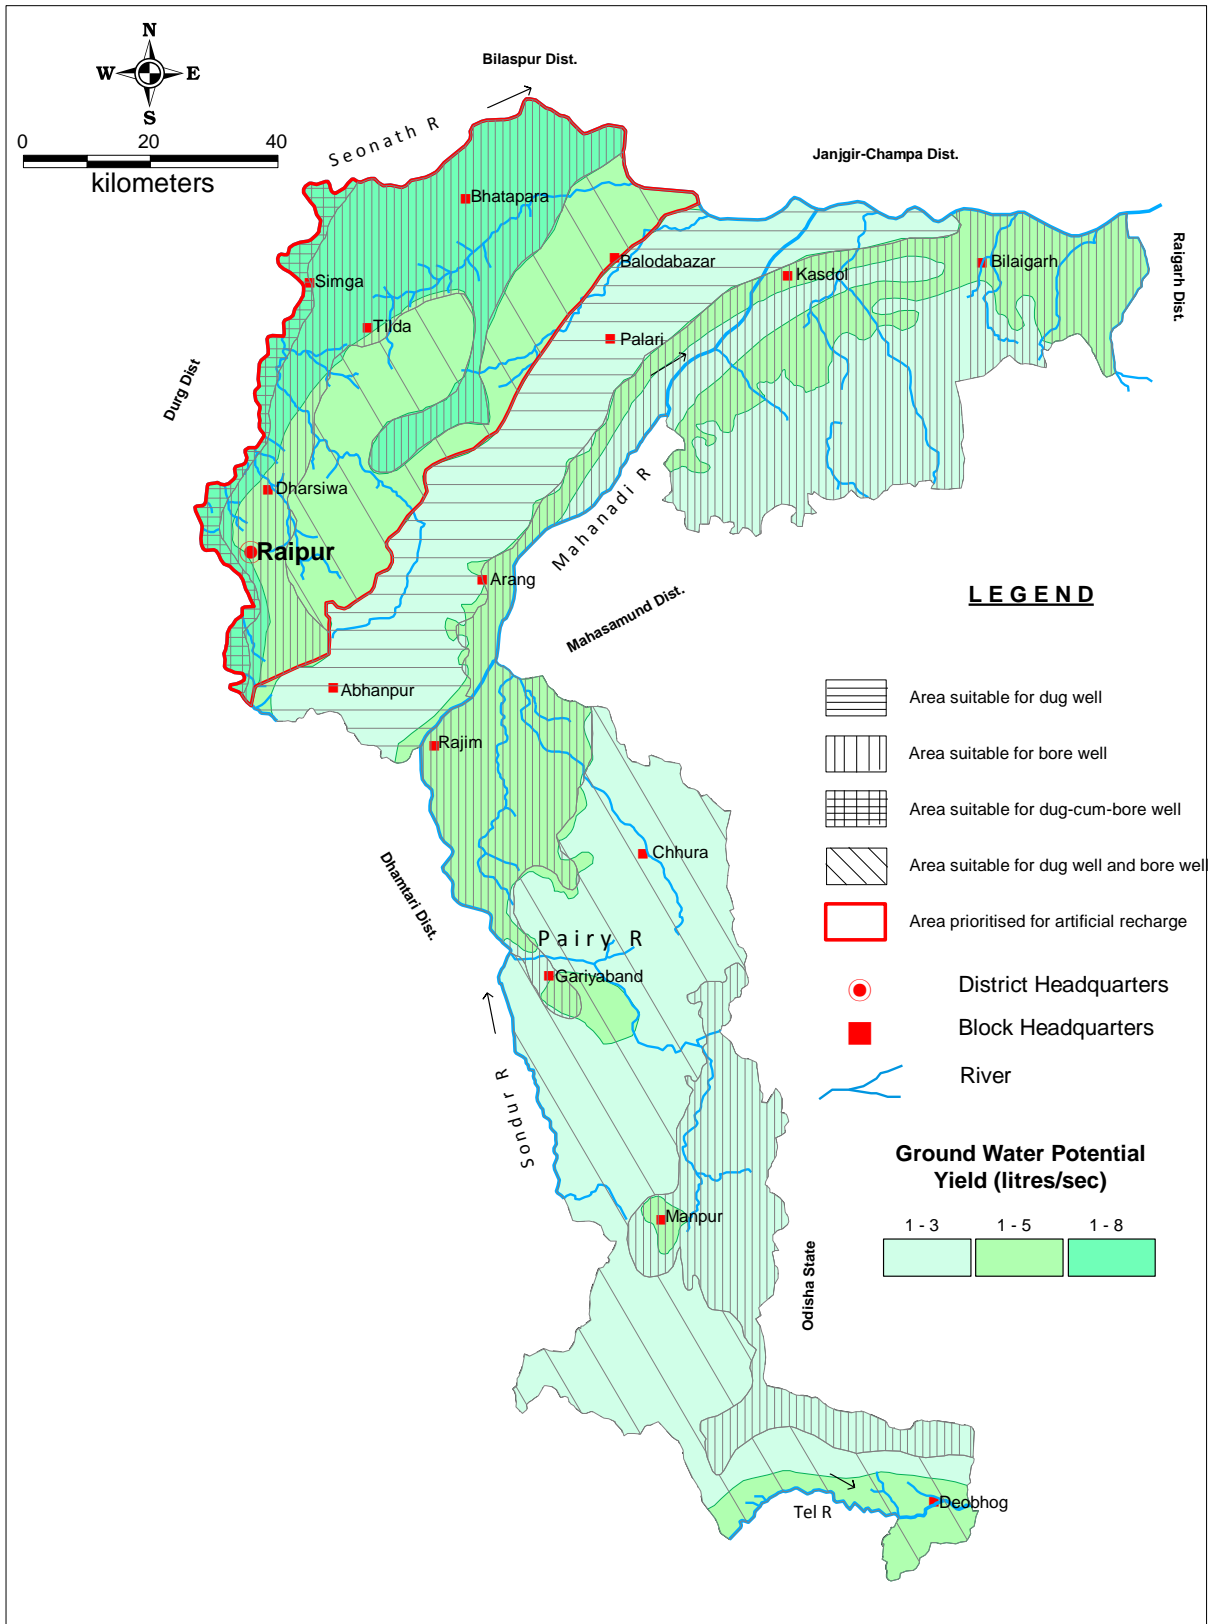 N
W E
S
0 20 40
kilometers
Bilaspur Dist.
Seonath R
Janjgir-Champa Dist.
Bhatapara
Raigarh Dist.
Balodabazar
Bilaigarh
Kasdol
Simga
Tilda
Palari
Durg Dist
Dharsiwa
Mahanadi R
Raipur
Arang
Mahasamund Dist.
Abhanpur
Rajim
Chhura
Dhamtari Dist.
Pairy R
Gariyaband
Sondur R
Manpur
Odisha State
Deobhog
Tel R
LEGEND
Area suitable for dug well
Area suitable for bore well
Area suitable for dug-cum-bore well
Area suitable for dug well and bore well
Area prioritised for artificial recharge
District Headquarters
Block Headquarters
River
Ground Water Potential
Yield (litres/sec)
1 - 3 1 - 5 1 - 8